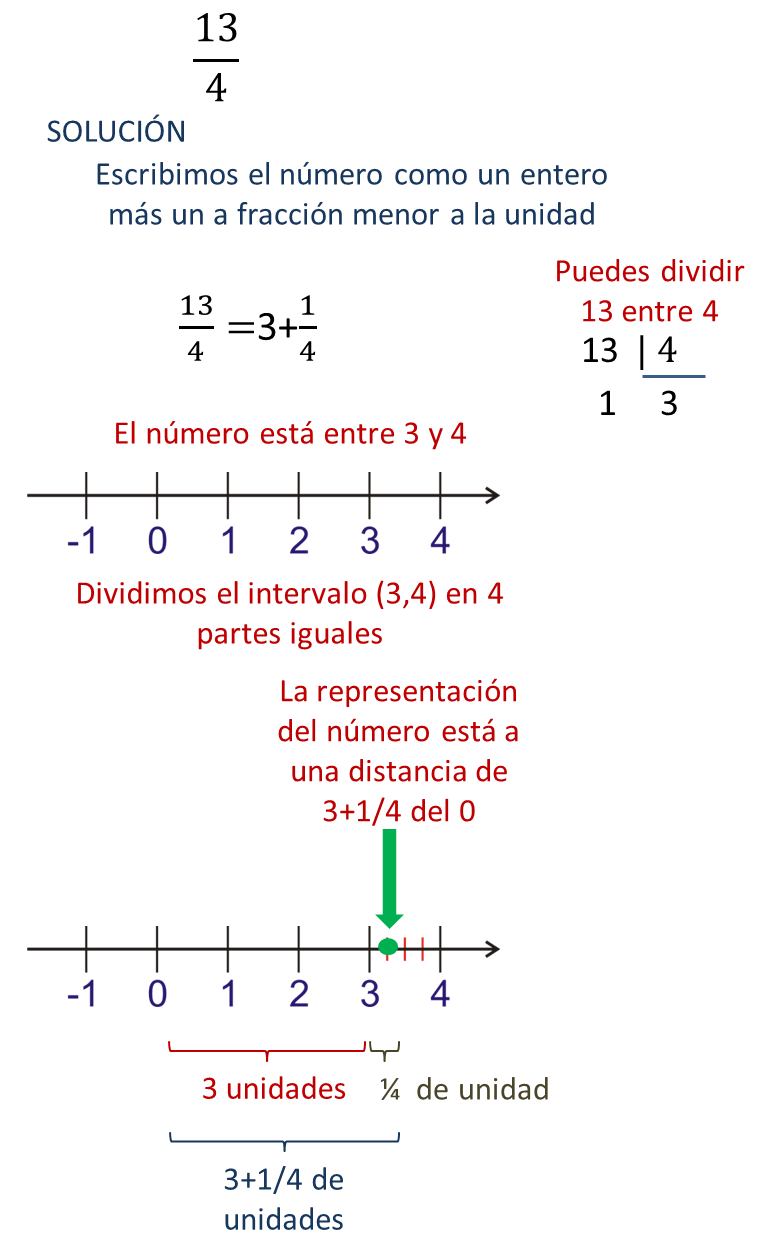 13
4
SOLUCIÓN
Escribimos el número como un entero
más un a fracción menor a la unidad
Puedes dividir
13 entre 4
13 | 4
1 3
13/4 =3+1/4
El número está entre 3 y 4
-1 0 1 2 3 4
Dividimos el intervalo (3,4) en 4
partes iguales
La representación
del número está a
una distancia de
3+1/4 del 0
-1 0 1 2 3 4
3 unidades ¼ de unidad
3+1/4 de
unidades